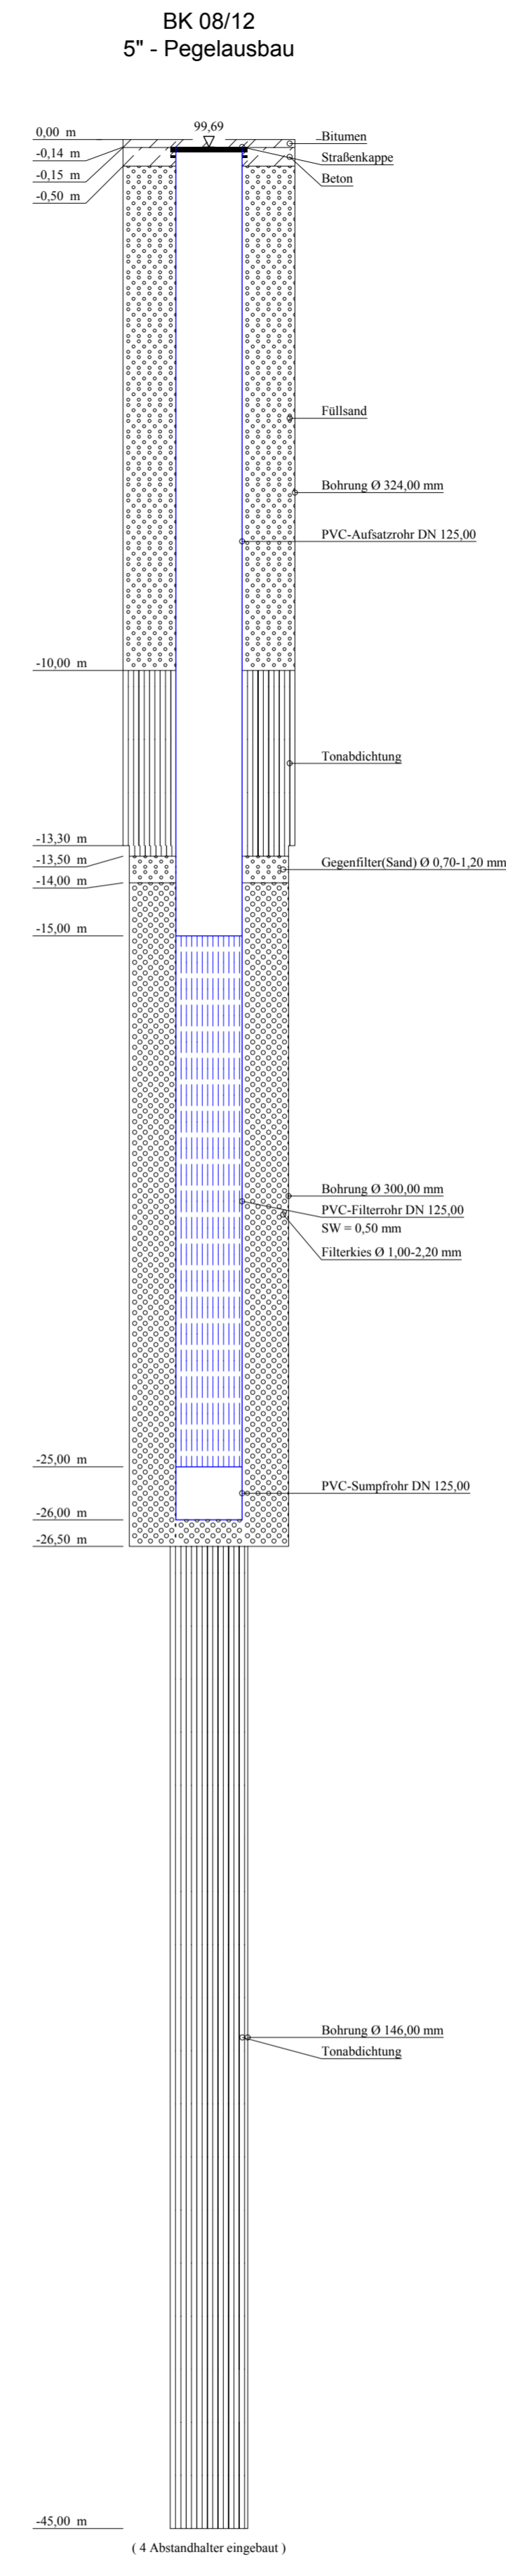 BK 08/12
5" - Pegelausbau
99,69
0,00 m
Bitumen
-0,14 m
Straßenkappe
-0,15 m
Beton
-0,50 m
Füllsand
Bohrung Ø 324,00 mm
PVC-Aufsatzrohr DN 125,00
-10,00 m
Tonabdichtung
-13,30 m
-13,50 m
Gegenfilter(Sand) Ø 0,70-1,20 mm
-14,00 m
-15,00 m
Bohrung Ø 300,00 mm
PVC-Filterrohr DN 125,00
SW = 0,50 mm
Filterkies Ø 1,00-2,20 mm
-25,00 m
PVC-Sumpfrohr DN 125,00
-26,00 m
-26,50 m
Bohrung Ø 146,00 mm
Tonabdichtung
-45,00 m
( 4 Abstandhalter eingebaut )